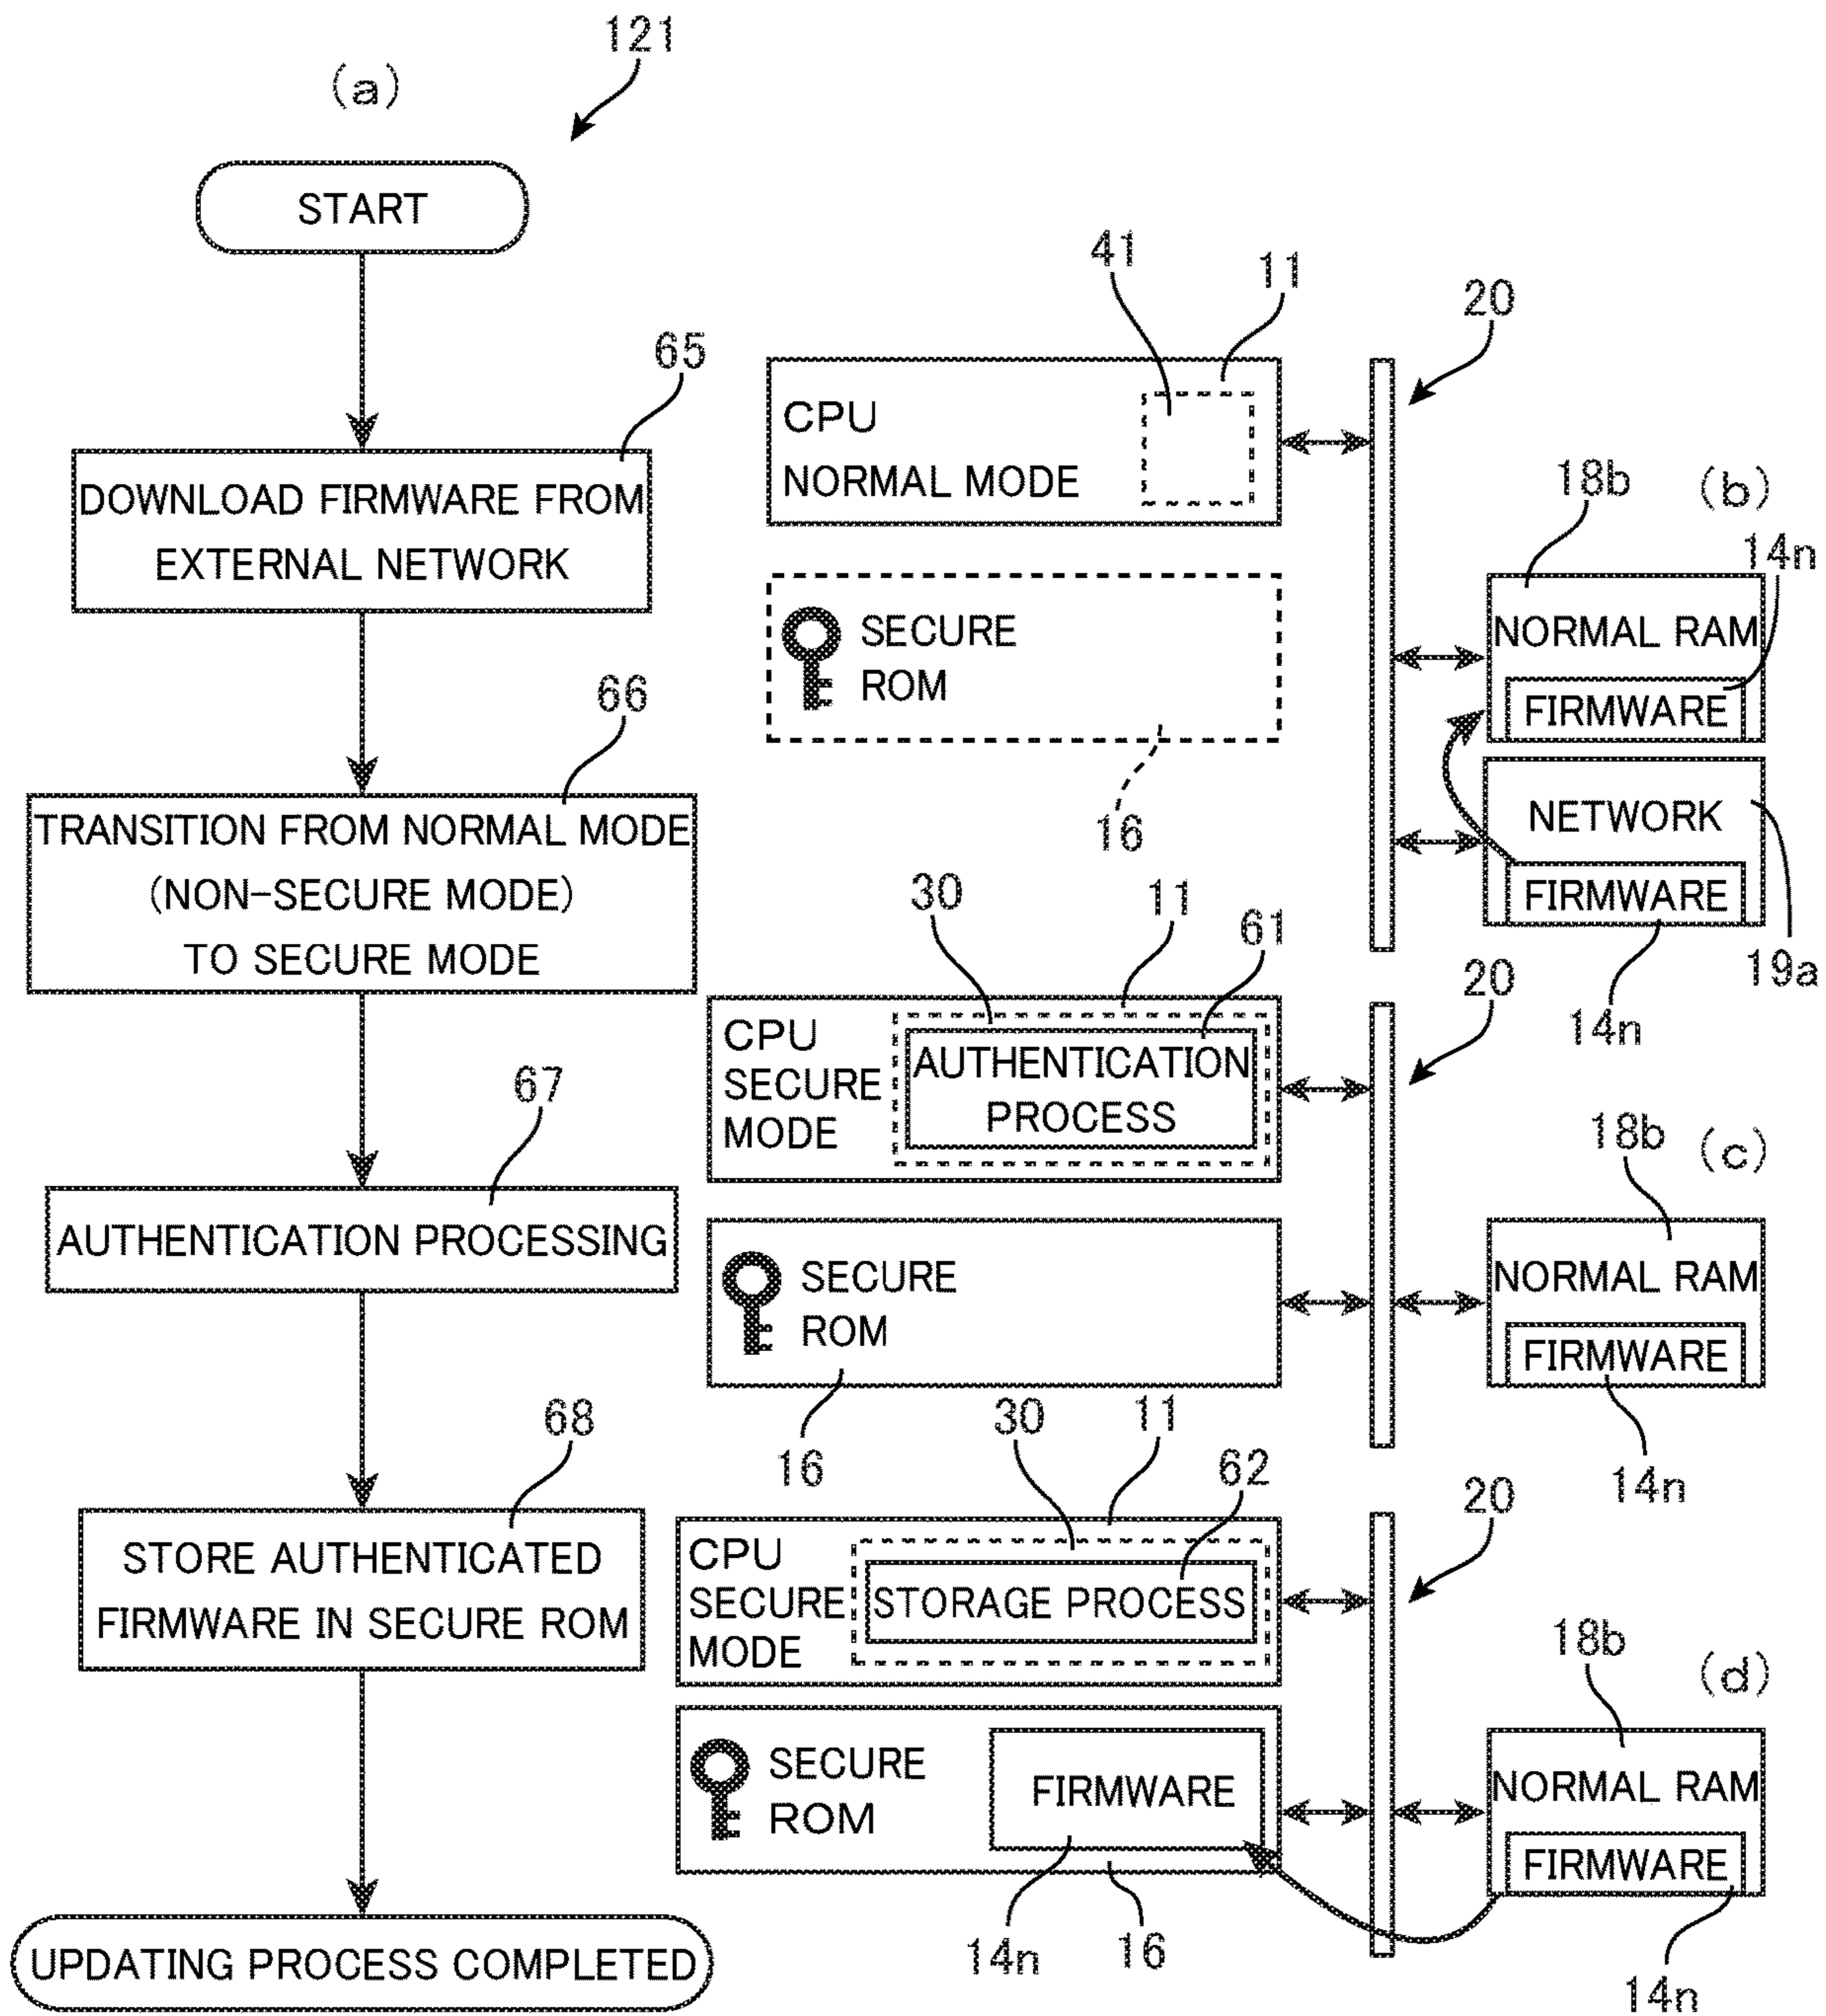 121
(a)
START
65
DOWNLOAD FIRMWARE FROM
EXTERNAL NETWORK
66
TRANSITION FROM NORMAL MODE
(NON-SECURE MODE)
TO SECURE MODE
67
AUTHENTICATION PROCESSING
68
STORE AUTHENTICATED
FIRMWARE IN SECURE ROM
UPDATING PROCESS COMPLETED
41
11
20
CPU
NORMAL MODE
18b
(b)
14n
SECURE
ROM
16
NORMAL RAM
FIRMWARE
NETWORK
FIRMWARE
19a
14n
30
11
61
20
CPU
SECURE
MODE
AUTHENTICATION
PROCESS
18b
(c)
SECURE
ROM
16
NORMAL RAM
FIRMWARE
14n
30
11
62
20
CPU
SECURE
MODE
STORAGE PROCESS
18b
(d)
SECURE
ROM
FIRMWARE
14n
16
NORMAL RAM
FIRMWARE
14n